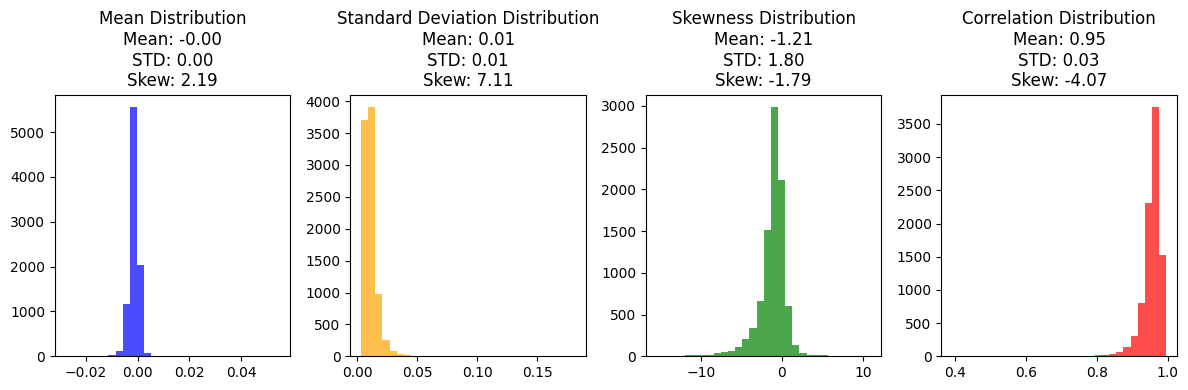 Mean Distribution
Mean: -0.00
STD: 0.00
Skew: 2.19
5000
4000
3000
2000
1000
0
−0.02 0.00 0.02 0.04
Standard Deviation Distribution
Mean: 0.01
STD: 0.01
Skew: 7.11
4000
3500
3000
2500
2000
1500
1000
500
0
0.00 0.05 0.10 0.15
Skewness Distribution
Mean: -1.21
STD: 1.80
Skew: -1.79
3000
2500
2000
1500
1000
500
0
−10 0 10
Correlation Distribution
Mean: 0.95
STD: 0.03
Skew: -4.07
3500
3000
2500
2000
1500
1000
500
0
0.4 0.6 0.8 1.0